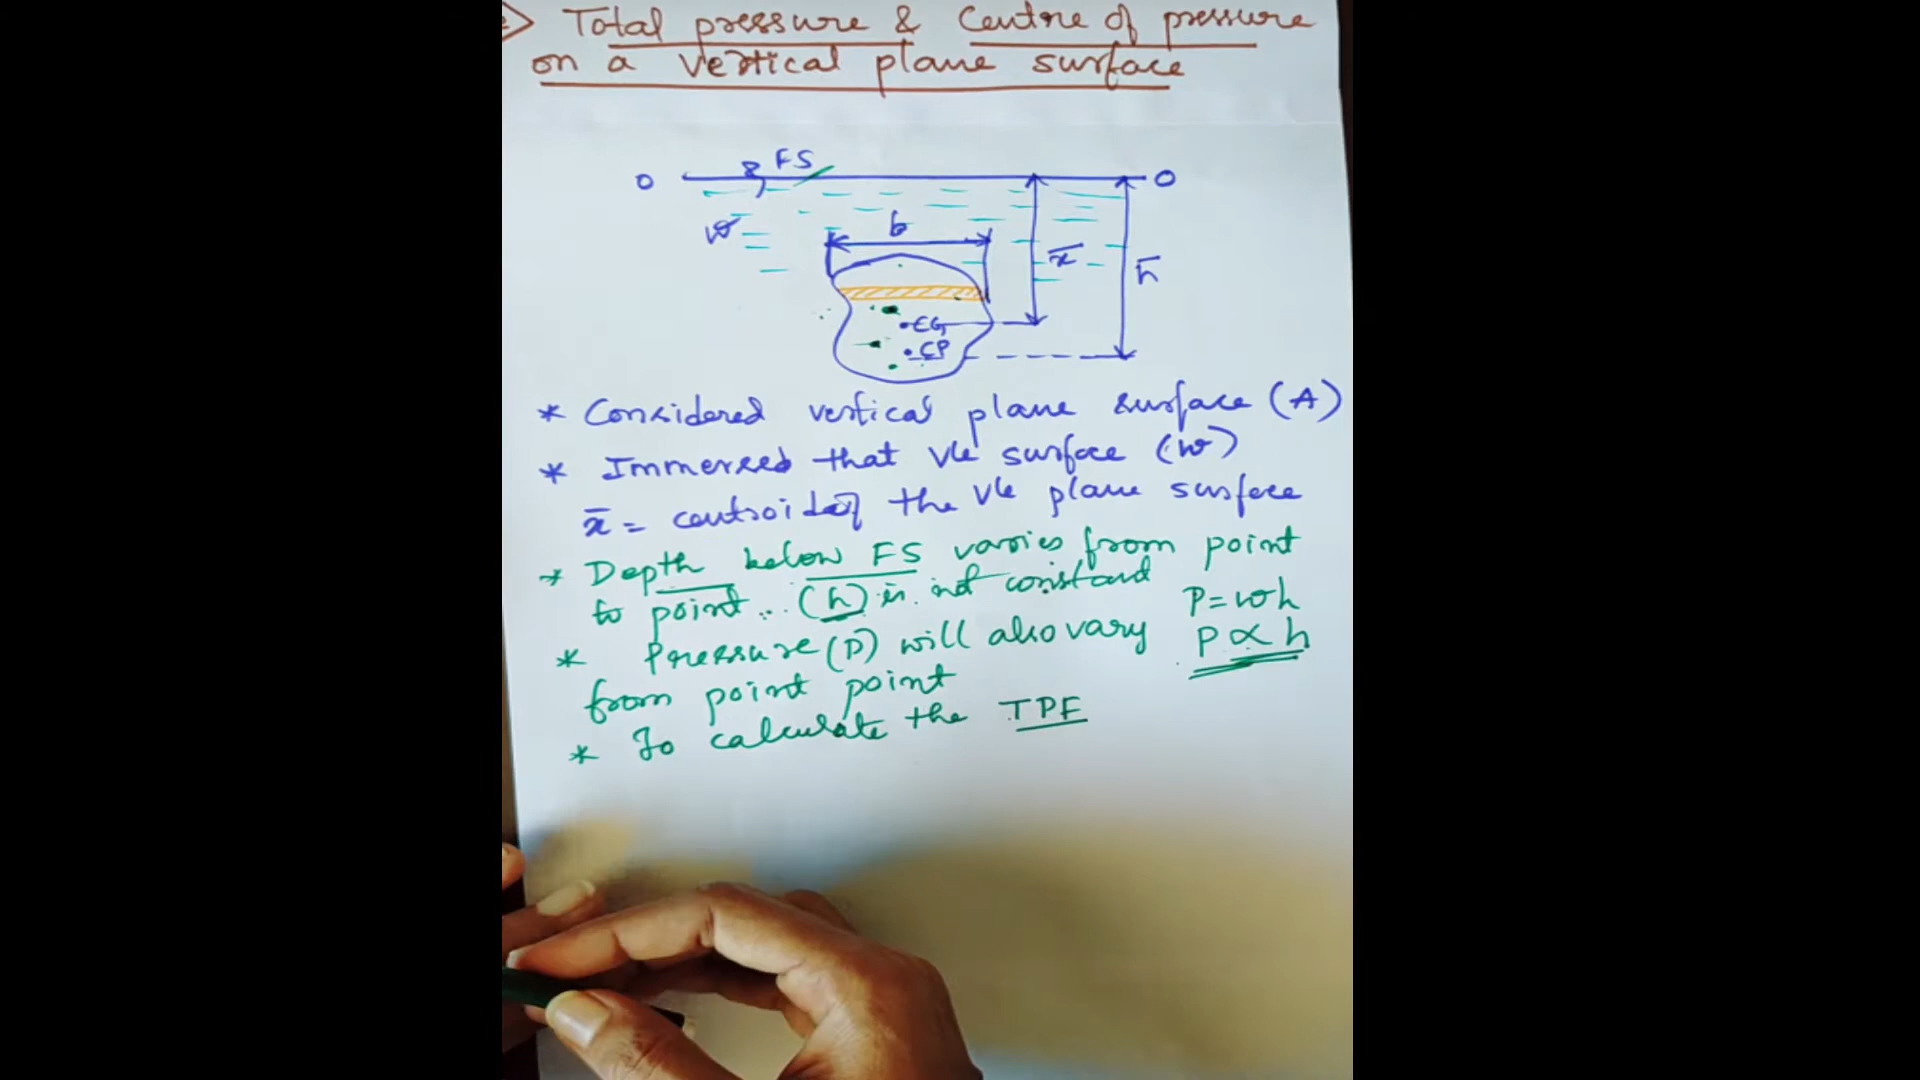 Total pressure & Centre of pressure
on a vertical plane surface
FS
O
O
w
b
x̄
h̄
CG
CP
* Considered vertical plane surface (A)
* Immersed that Vle surface (w)
x̄ = centroid of the Vle plane surface
* Depth below FS varies from point
to point .. (h) is not constand
P = wh
* Pressure (P) will also vary
P ∝ h
from point point
* To calculate the TPF